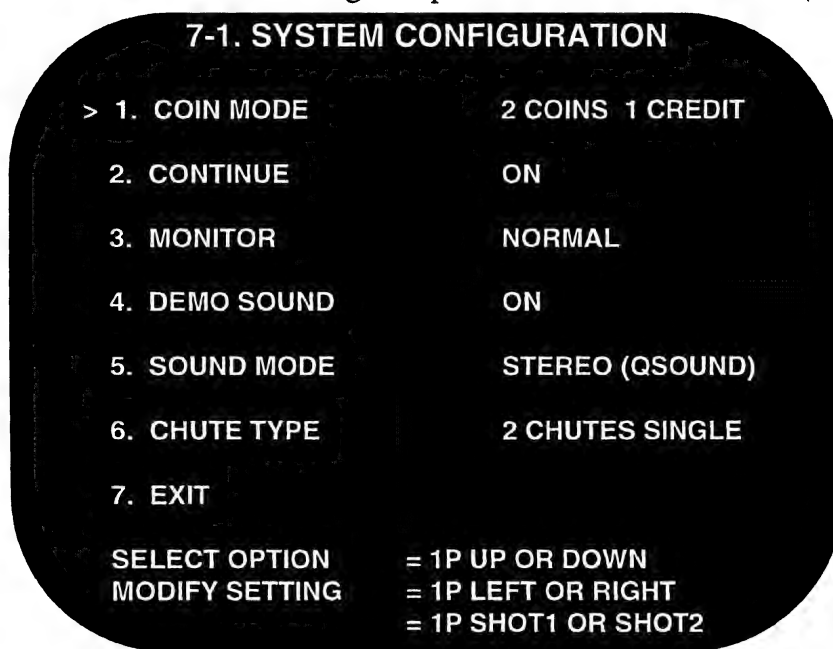 7-1. SYSTEM CONFIGURATION
> 1. COIN MODE 2 COINS 1 CREDIT
2. CONTINUE ON
3. MONITOR NORMAL
4. DEMO SOUND ON
5. SOUND MODE STEREO (QSOUND)
6. CHUTE TYPE 2 CHUTES SINGLE
7. EXIT
SELECT OPTION = 1P UP OR DOWN
MODIFY SETTING = 1P LEFT OR RIGHT
= 1P SHOT1 OR SHOT2